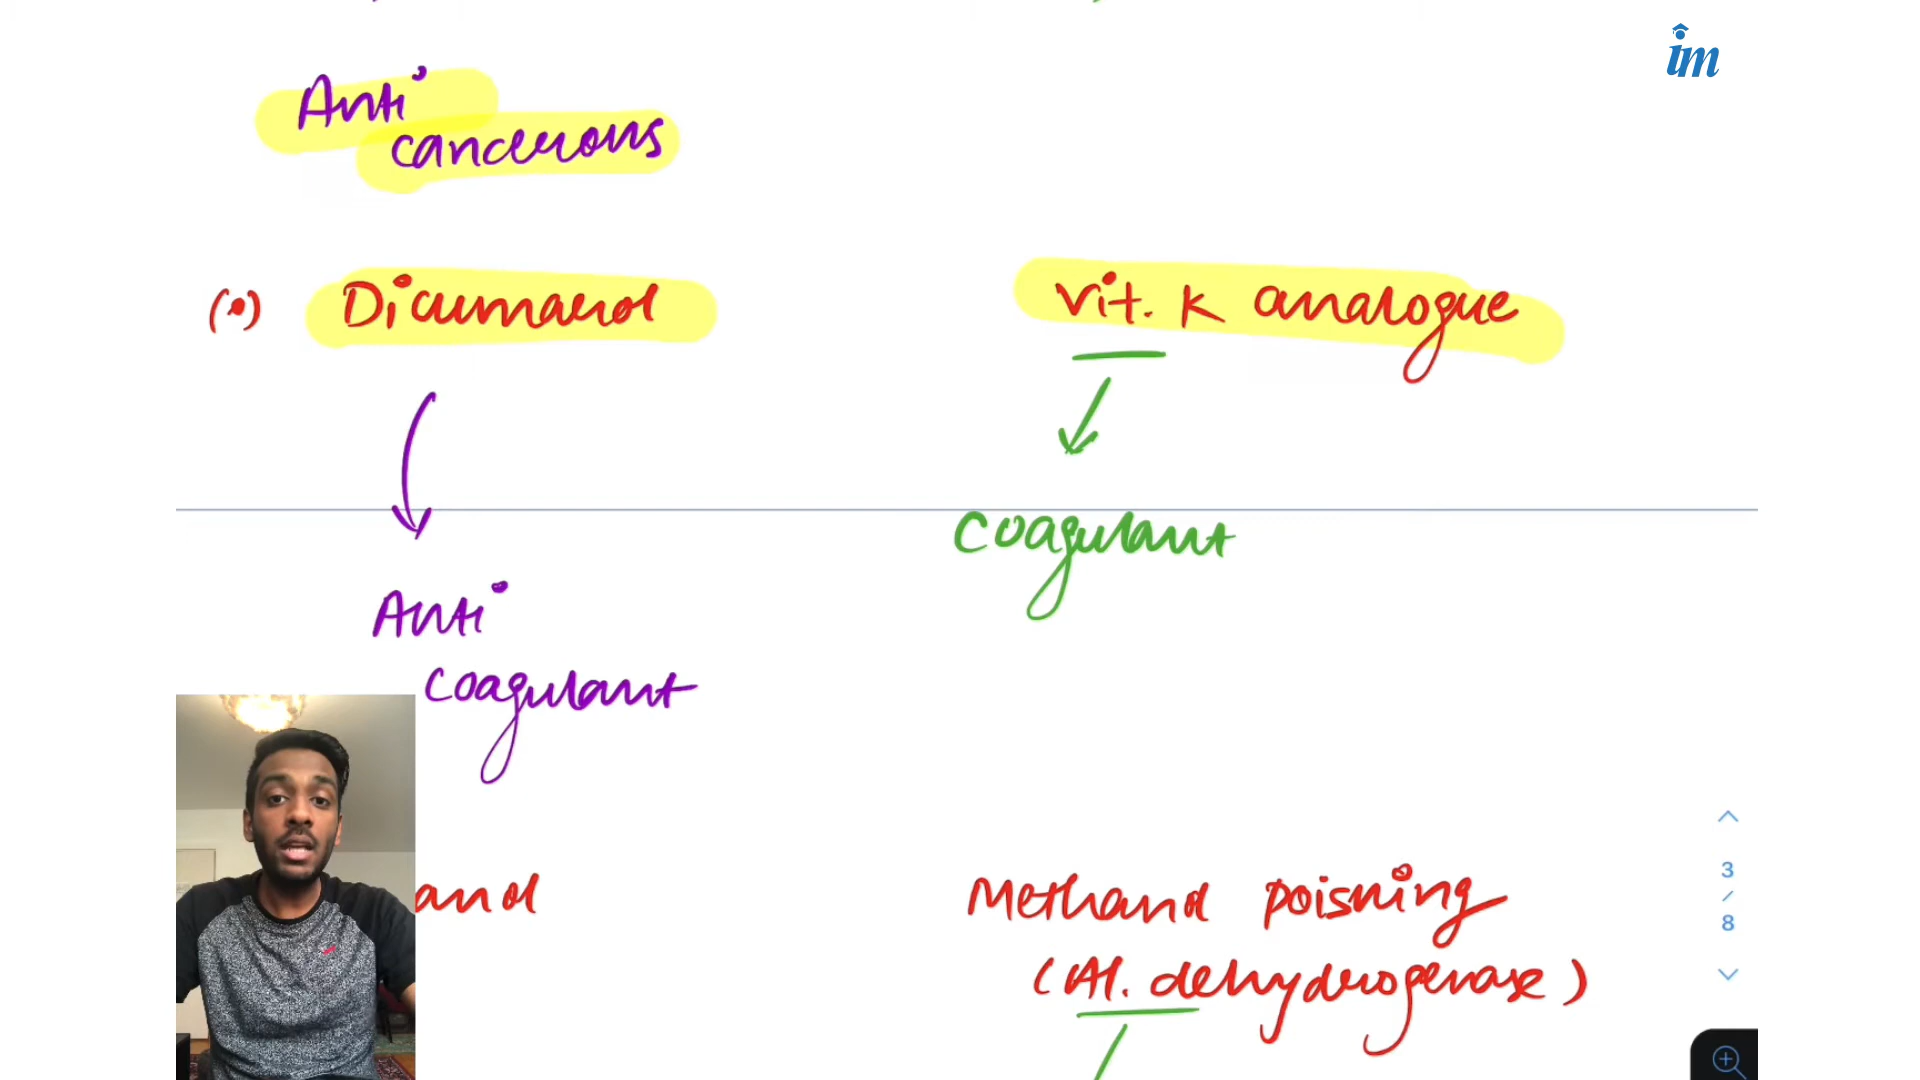 im
Anti
cancerous
(•) Dicumarol
Vit. K analogue
Coagulant
Anti
coagulant
anol
Methanol poisning
(Al. dehydrogenase)
3
/
8